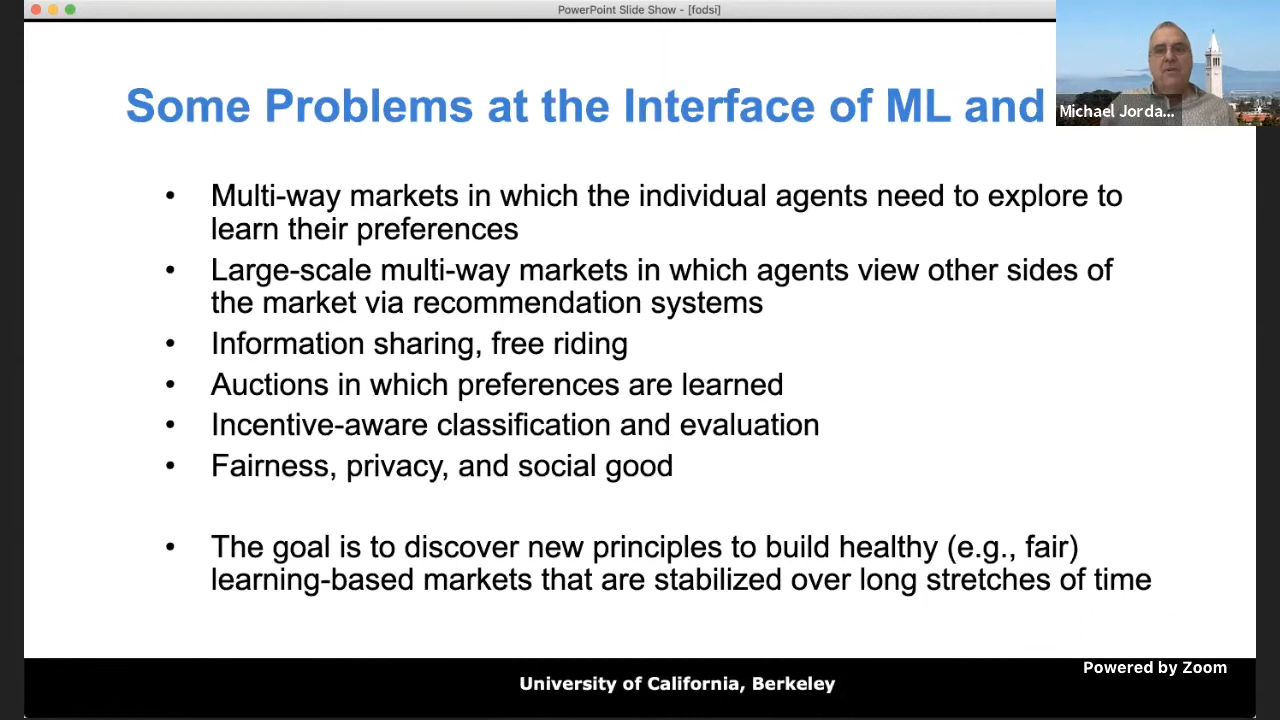 PowerPoint Slide Show - [fodsi]
Some Problems at the Interface of ML and
Michael Jorda...
• Multi-way markets in which the individual agents need to explore to
learn their preferences
• Large-scale multi-way markets in which agents view other sides of
the market via recommendation systems
• Information sharing, free riding
• Auctions in which preferences are learned
• Incentive-aware classification and evaluation
• Fairness, privacy, and social good
• The goal is to discover new principles to build healthy (e.g., fair)
learning-based markets that are stabilized over long stretches of time
Powered by Zoom
University of California, Berkeley